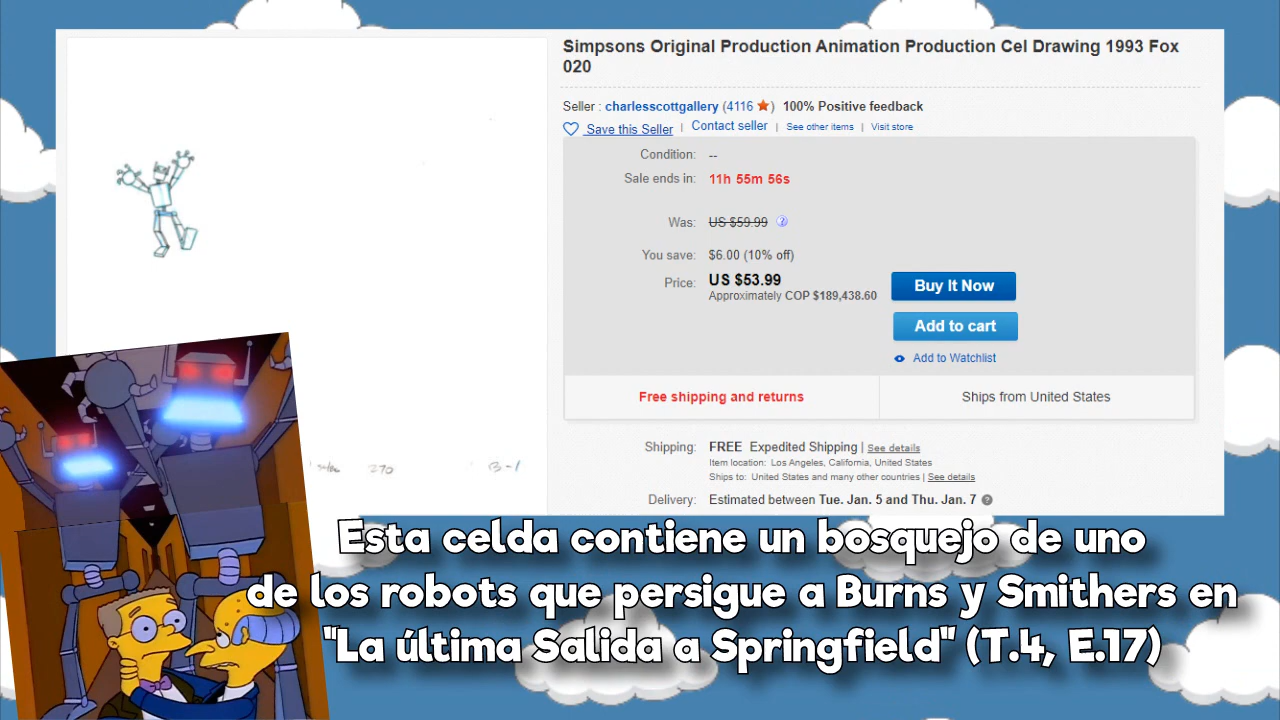 Simpsons Original Production Animation Production Cel Drawing 1993 Fox
020
Seller : charlesscottgallery (4116 ) 100% Positive feedback
Save this Seller | Contact seller | See other items | Visit store
Condition: --
Sale ends in: 11h 55m 56s
Was: US $59.99
You save: $6.00 (10% off)
Price: US $53.99
Approximately COP $189,438.60
Buy It Now
Add to cart
Add to Watchlist
Free shipping and returns
Ships from United States
Shipping: FREE Expedited Shipping | See details
Item location: Los Angeles, California, United States
Ships to: United States and many other countries | See details
Delivery: Estimated between Tue. Jan. 5 and Thu. Jan. 7
270 B-1
Esta celda contiene un bosquejo de uno
de los robots que persigue a Burns y Smithers en
"La última Salida a Springfield" (T.4, E.17)